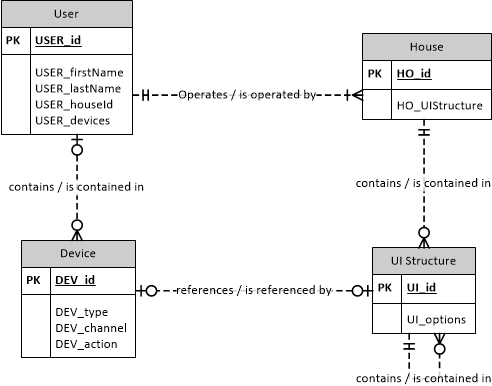 User
PK USER_id
USER_firstName
USER_lastName
USER_houseId
USER_devices
House
PK HO_id
HO_UIStructure
Operates / is operated by
contains / is contained in
contains / is contained in
Device
PK DEV_id
DEV_type
DEV_channel
DEV_action
references / is referenced by
UI Structure
PK UI_id
UI_options
contains / is contained in